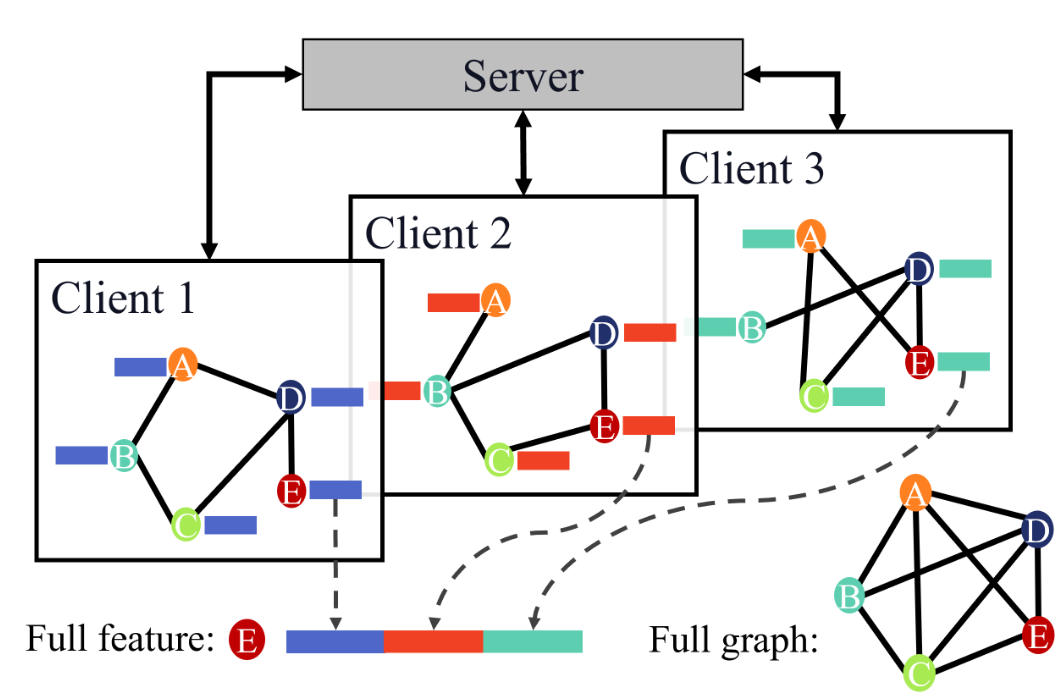 Server
Client 3
A
D
B
E
C
Client 2
A
D
B
E
C
Client 1
A
D
B
E
C
Full feature: E
Full graph:
A
D
B
E
C